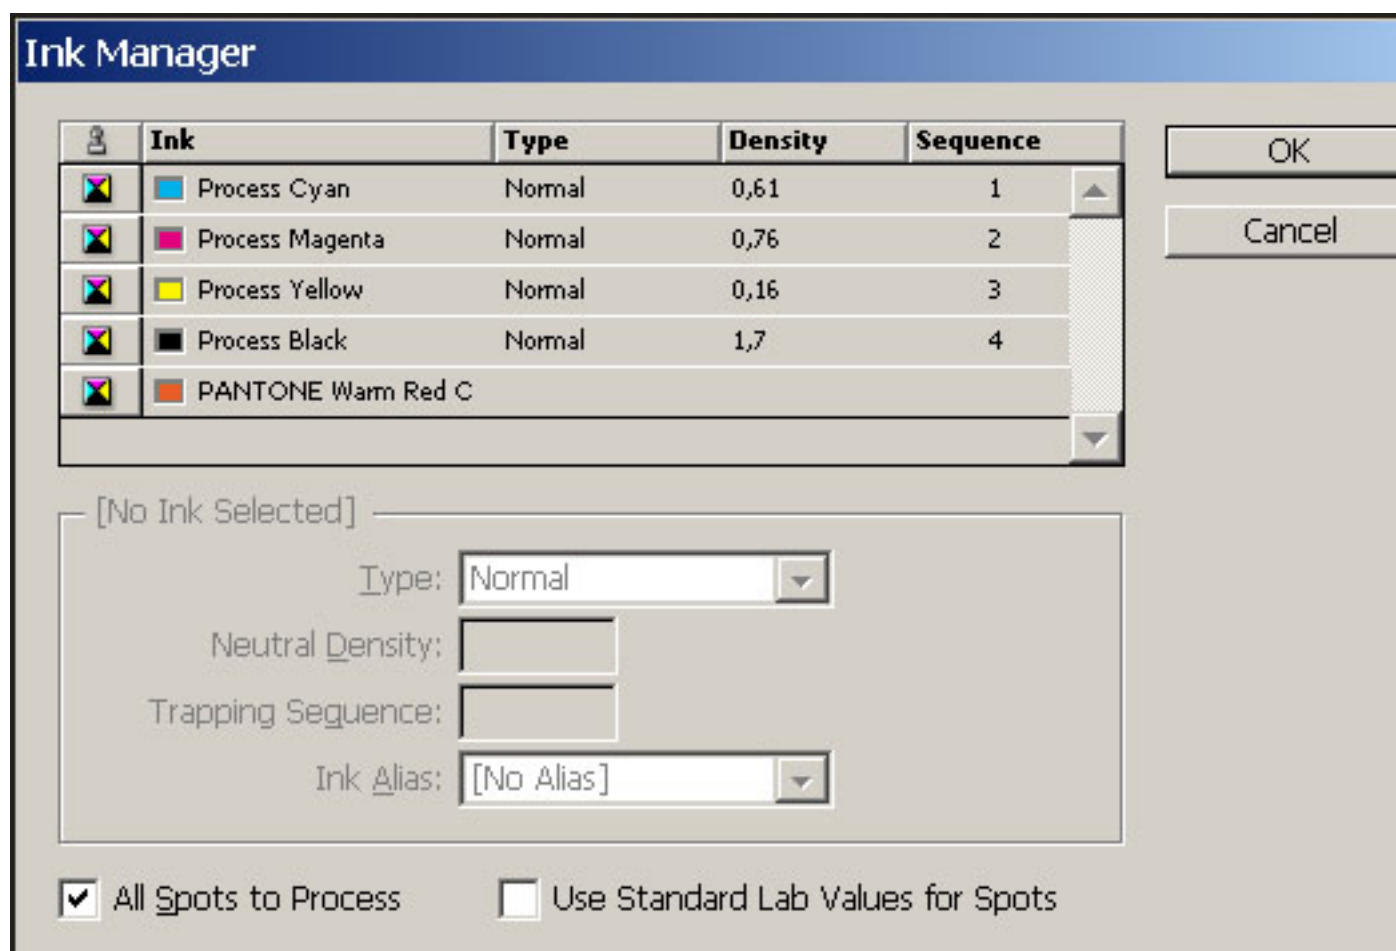 Ink Manager
Ink Type Density Sequence
Process Cyan Normal 0,61 1
Process Magenta Normal 0,76 2
Process Yellow Normal 0,16 3
Process Black Normal 1,7 4
PANTONE Warm Red C
OK
Cancel
[No Ink Selected]
Type: Normal
Neutral Density:
Trapping Sequence:
Ink Alias: [No Alias]
All Spots to Process Use Standard Lab Values for Spots